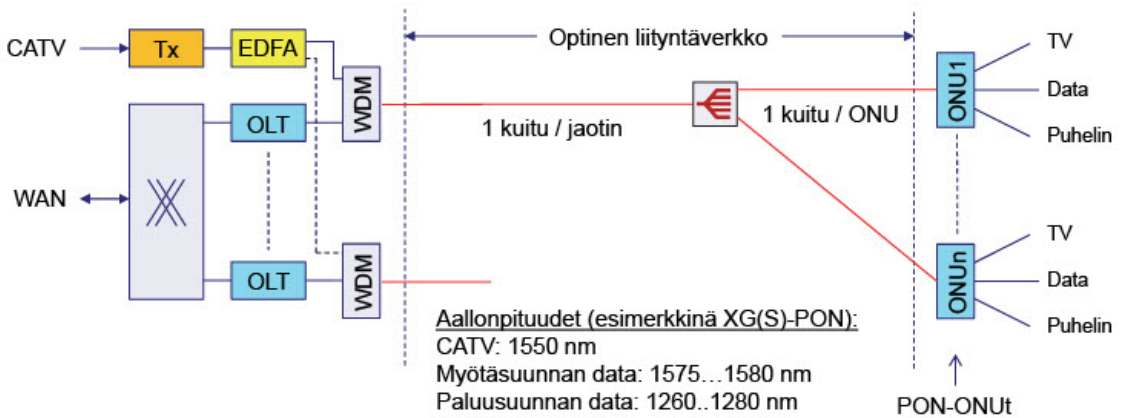 CATV
Tx
EDFA
WDM
Optinen liityntäverkko
OLT
1 kuitu / jaotin
1 kuitu / ONU
ONU1
TV
Data
Puhelin
WAN
OLT
WDM
ONUn
TV
Data
Puhelin
Aallonpituudet (esimerkkinä XG(S)-PON):
CATV: 1550 nm
Myötäsuunnan data: 1575…1580 nm
Paluusuunnan data: 1260..1280 nm
PON-ONUt